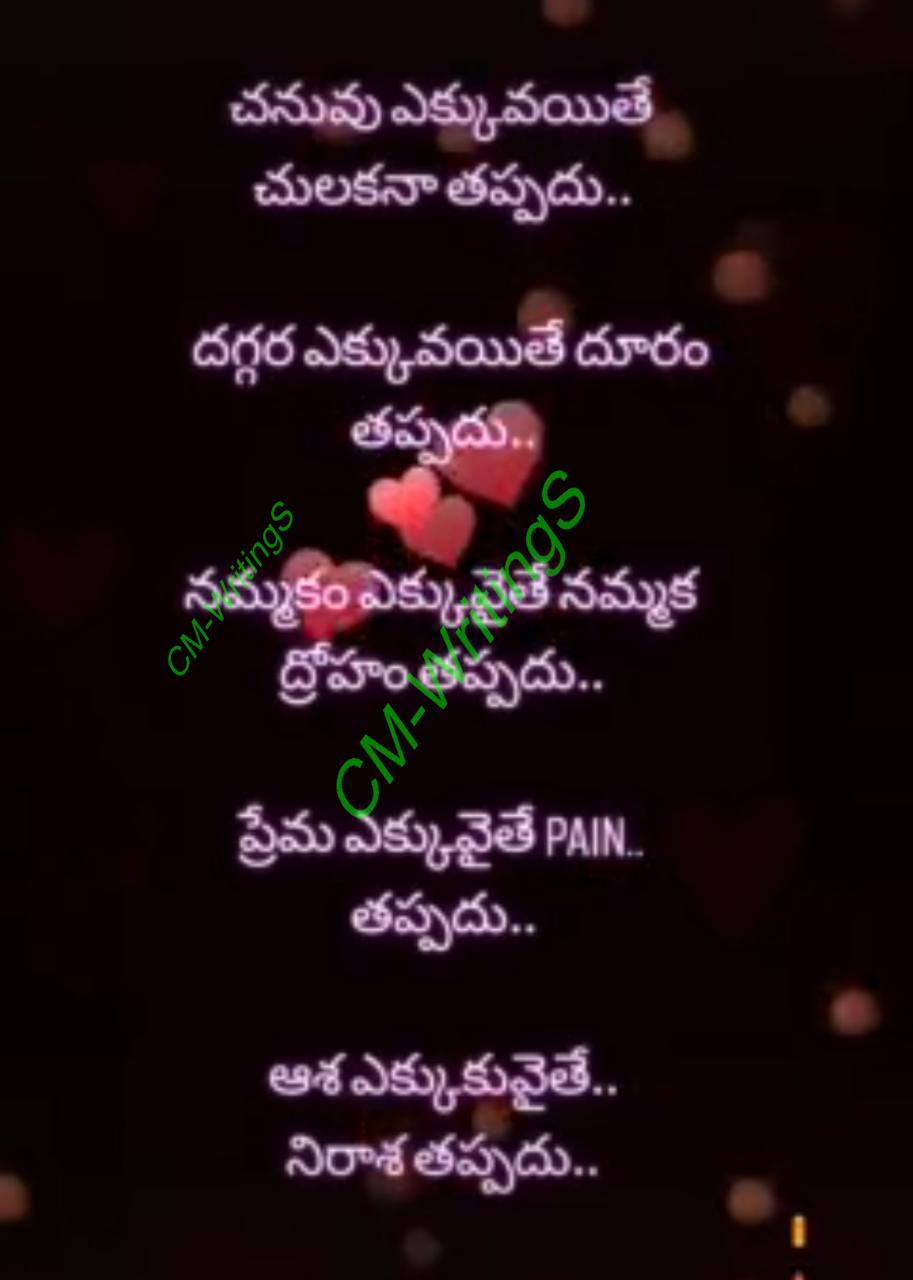 చనువు ఎక్కువయితే
చులకనా తప్పదు..
దగ్గర ఎక్కువయితే దూరం
తప్పదు..
నమ్మకం ఎక్కువైతే నమ్మక
ద్రోహం తప్పదు..
ప్రేమ ఎక్కువైతే PAIN..
తప్పదు..
ఆశ ఎక్కుకువైతే..
నిరాశ తప్పదు..
CM-WritingS
CM-WritingS